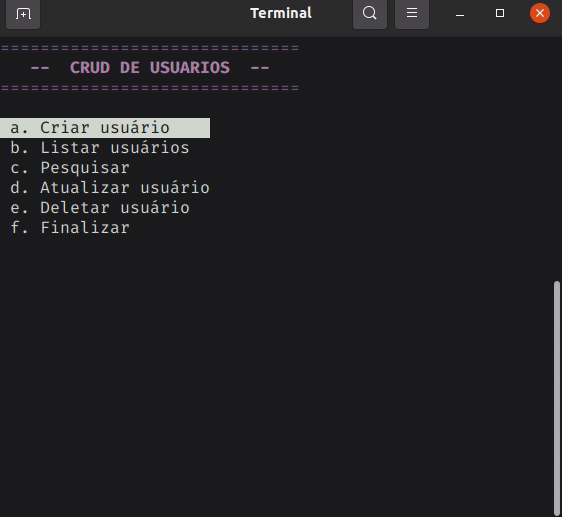 Terminal
==============================
-- CRUD DE USUARIOS --
==============================
a. Criar usuário
b. Listar usuários
c. Pesquisar
d. Atualizar usuário
e. Deletar usuário
f. Finalizar